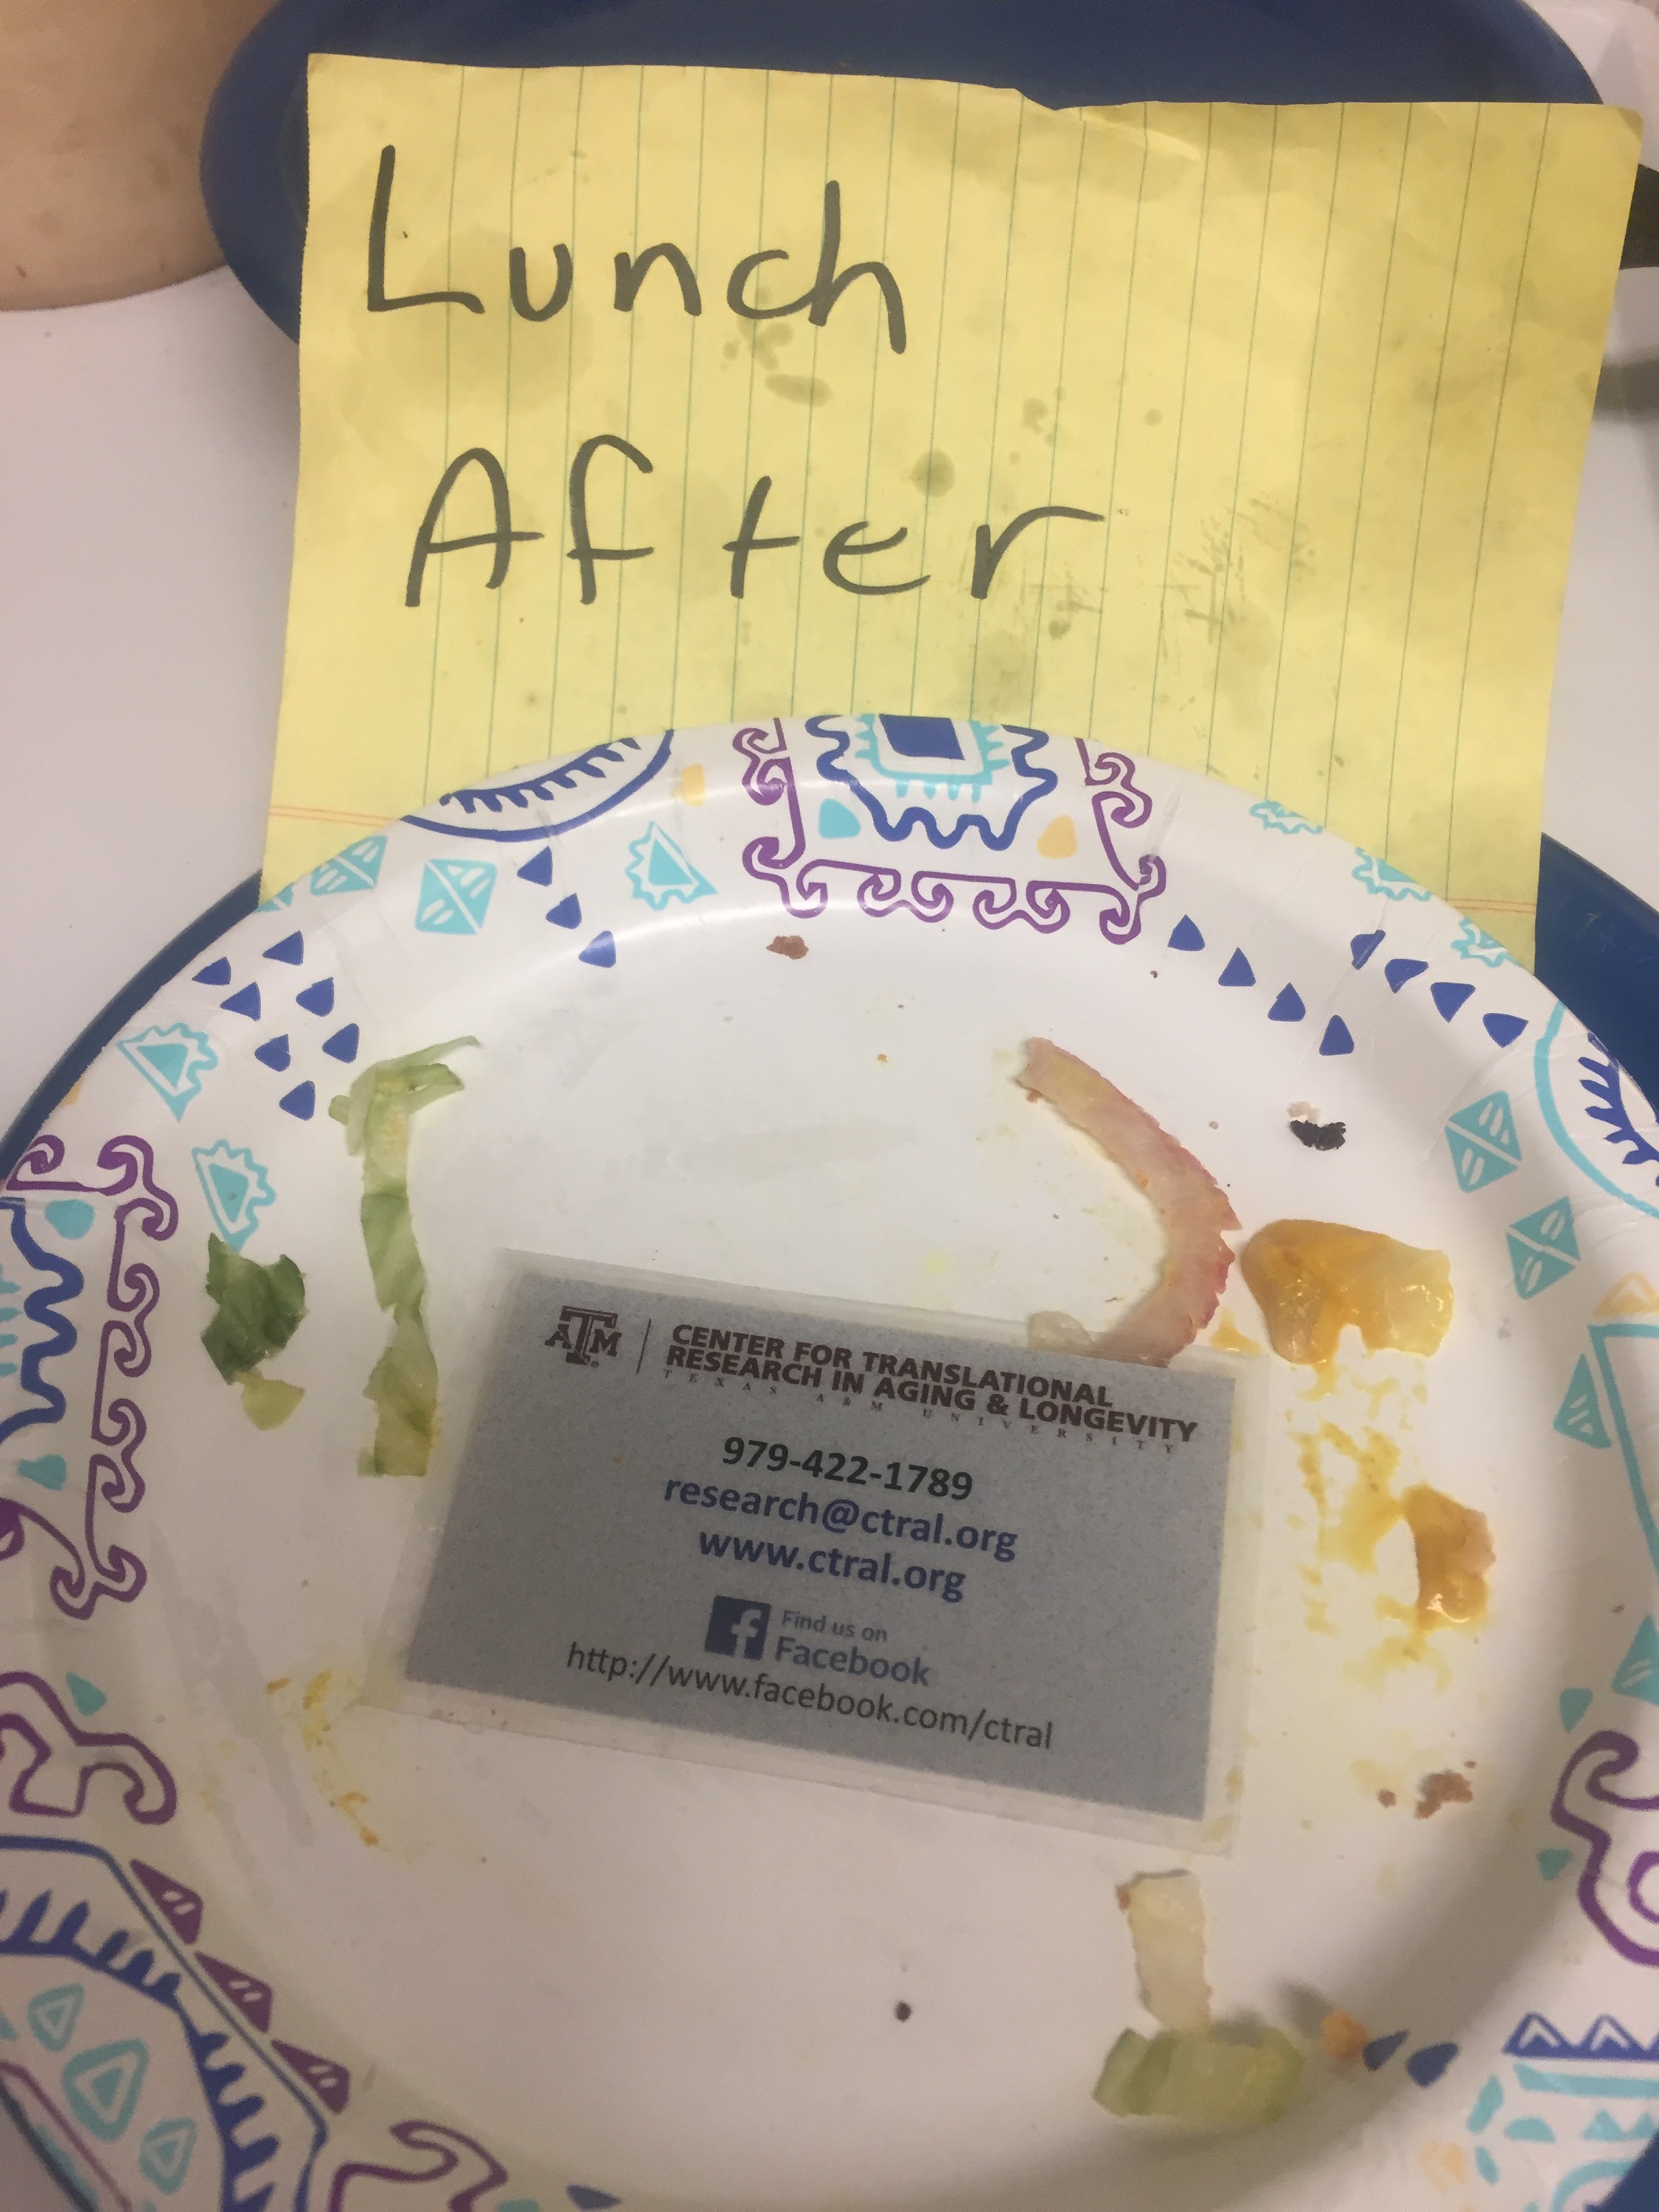 Lunch
After
ATM
CENTER FOR TRANSLATIONAL
RESEARCH IN AGING & LONGEVITY
TEXAS A&M UNIVERSITY
979-422-1789
research@ctral.org
www.ctral.org
f Find us on
Facebook
http://www.facebook.com/ctral